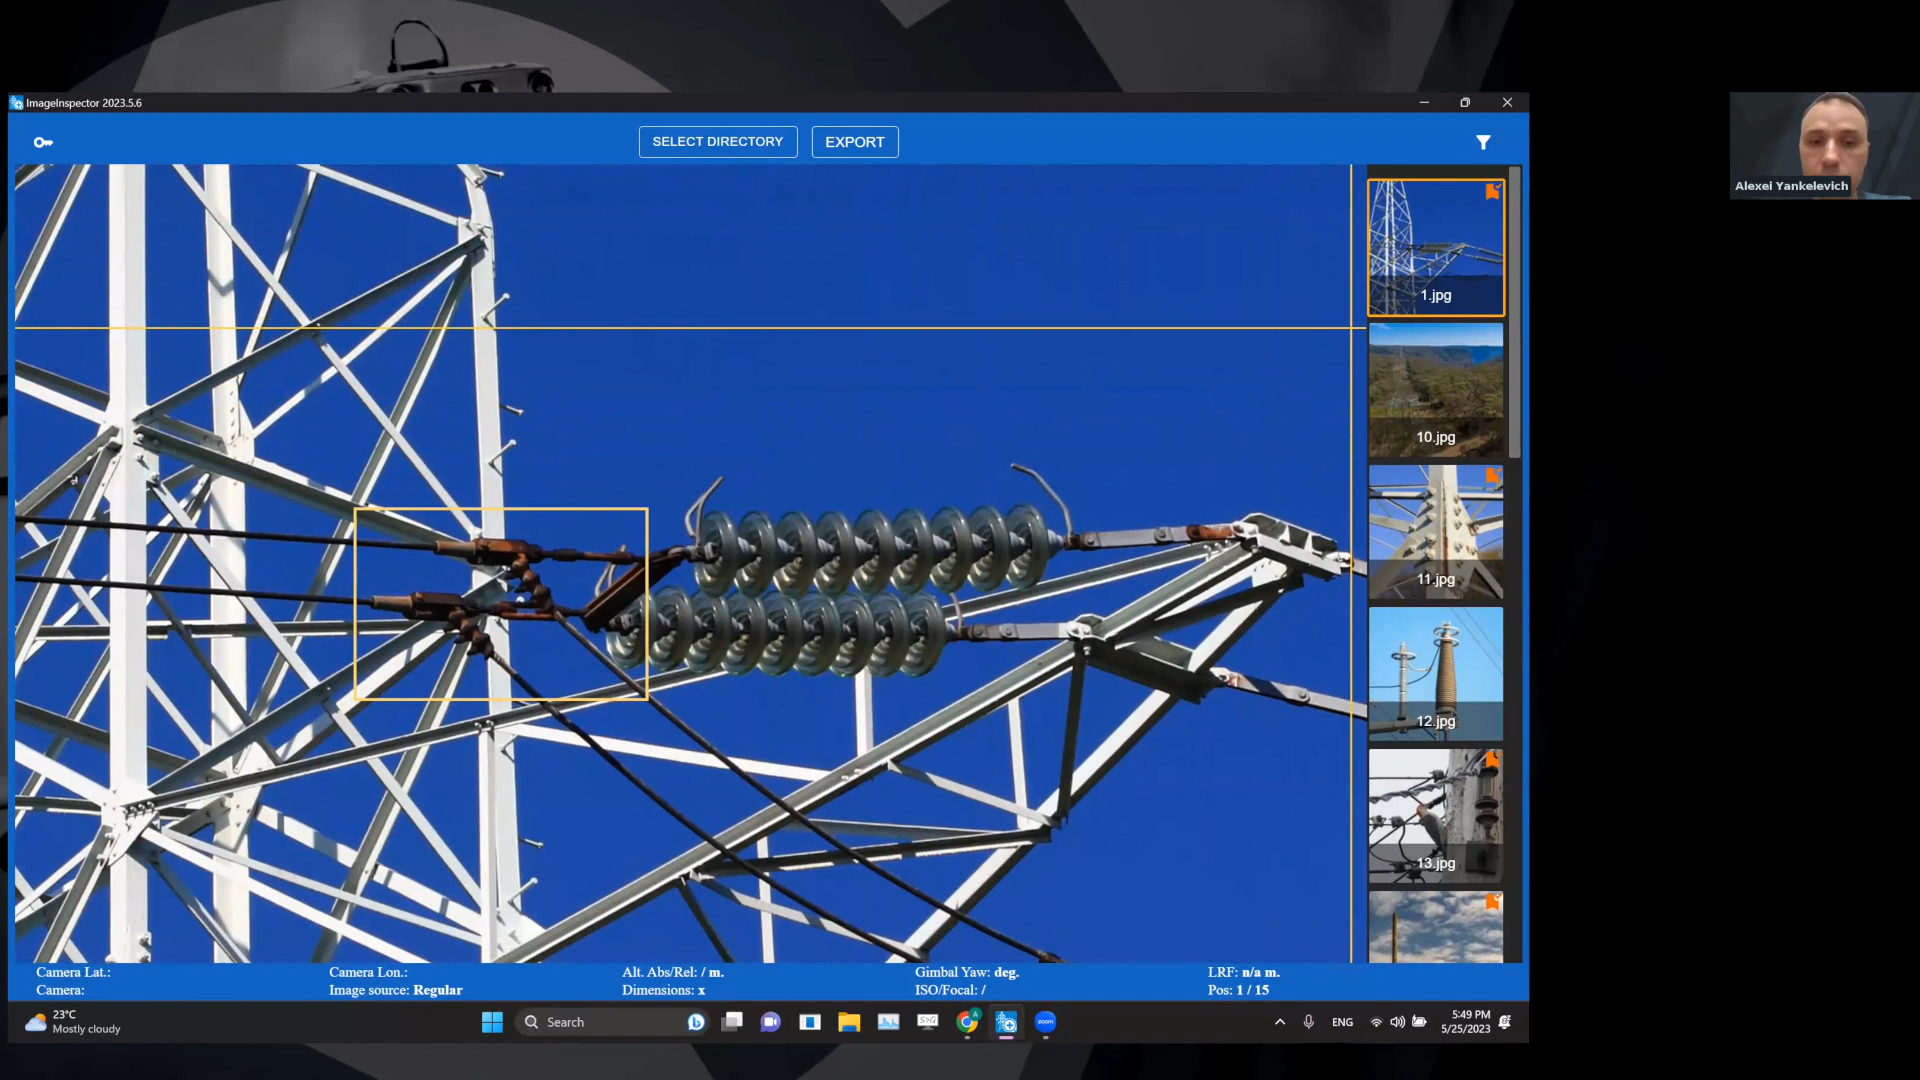 ImageInspector 2023.5.6
SELECT DIRECTORY
EXPORT
Alexei Yankelevich
1.jpg
10.jpg
11.jpg
12.jpg
13.jpg
Camera Lat.:
Camera Lon.:
Alt. Abs/Rel: / m.
Gimbal Yaw: deg.
LRF: n/a m.
Camera:
Image source: Regular
Dimensions: x
ISO/Focal: /
Pos: 1 / 15
23°C
Mostly cloudy
Search
zoom
ENG
5:49 PM
5/25/2023